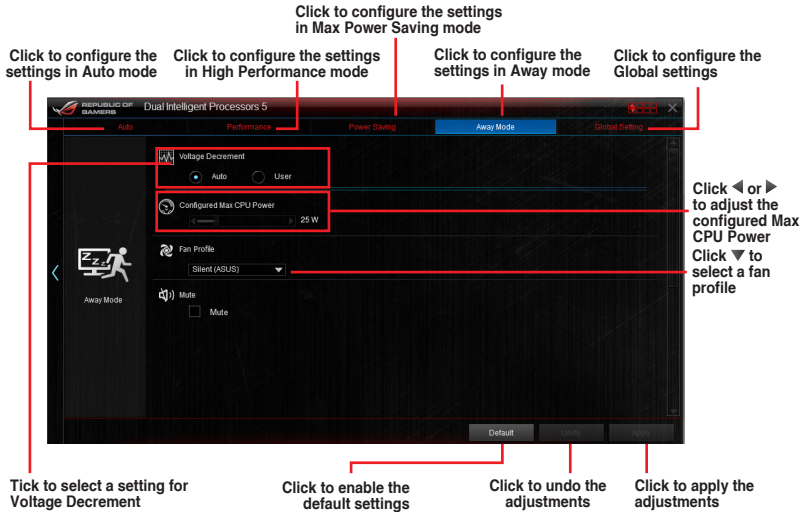 Click to configure the settings
in Max Power Saving mode
Click to configure the
settings in Auto mode
Click to configure the settings
in High Performance mode
Click to configure the
settings in Away mode
Click to configure the
Global settings
REPUBLIC OF
GAMERS
Dual Intelligent Processors 5
Auto
Performance
Power Saving
Away Mode
Global Setting
Voltage Decrement
Auto
User
Configured Max CPU Power
25 W
Fan Profile
Silent (ASUS)
Mute
Mute
Zzz
Away Mode
Default
Undo
Apply
Click ◀ or ▶
to adjust the
configured Max
CPU Power
Click ▼ to
select a fan
profile
Tick to select a setting for
Voltage Decrement
Click to enable the
default settings
Click to undo the
adjustments
Click to apply the
adjustments